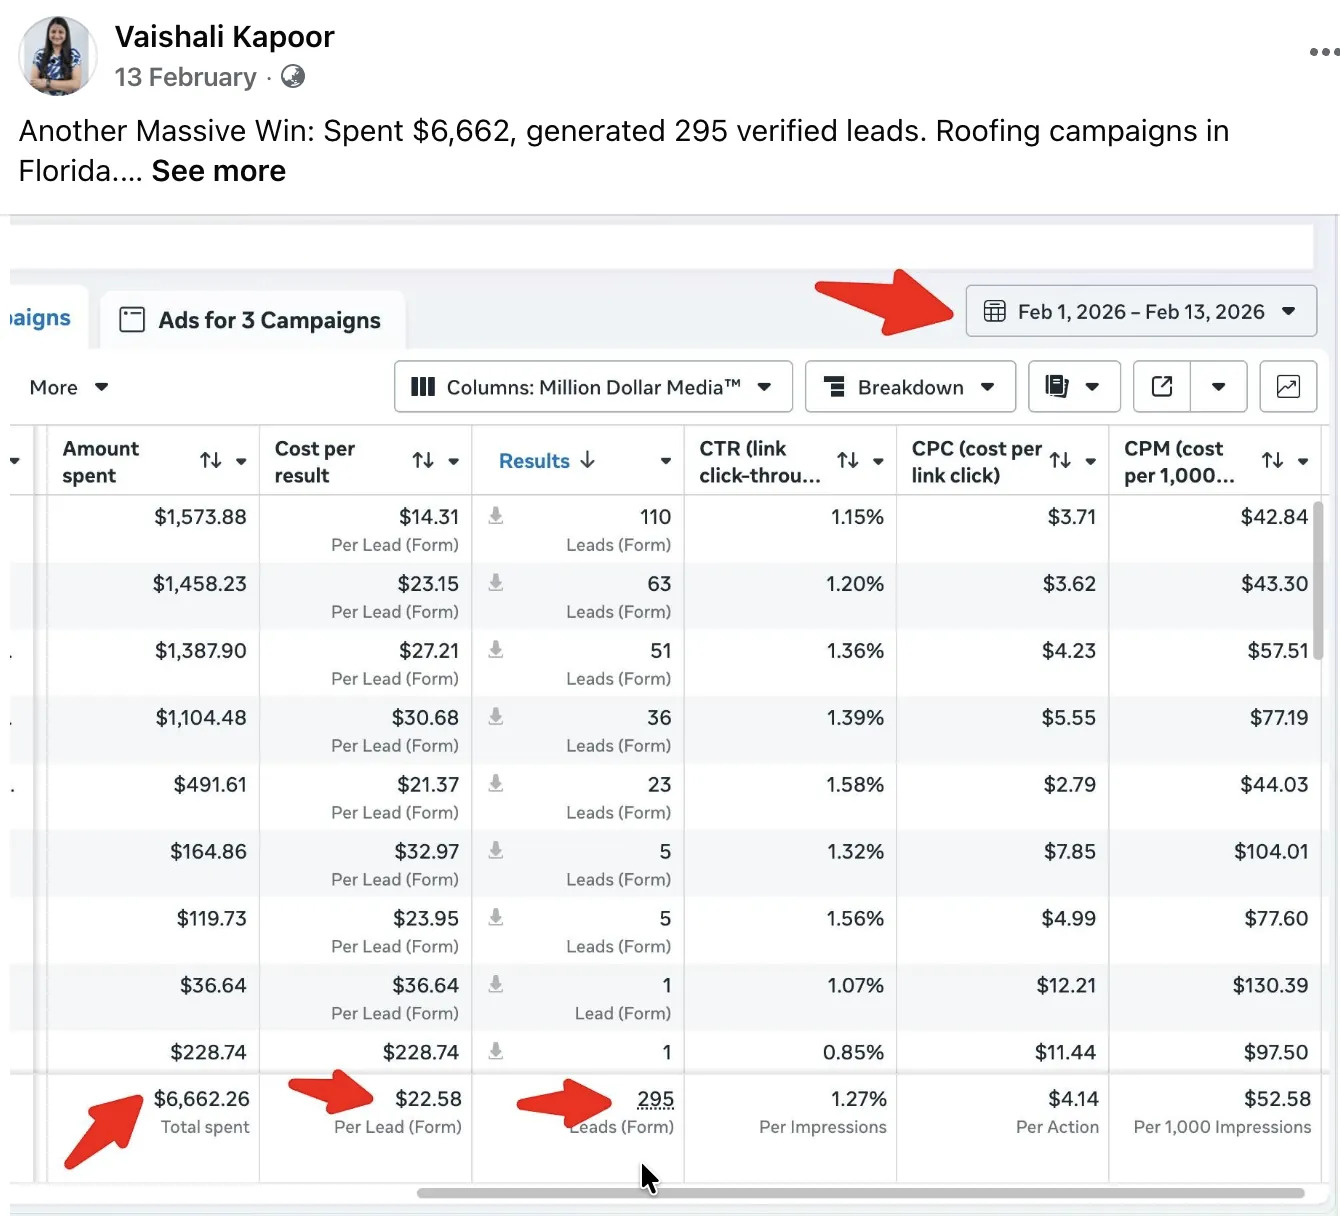 Vaishali Kapoor
13 February ·
Another Massive Win: Spent $6,662, generated 295 verified leads. Roofing campaigns in
Florida.... See more
paigns
Ads for 3 Campaigns
Feb 1, 2026 – Feb 13, 2026
More
Columns: Million Dollar Media™
Breakdown
Amount spent
Cost per result
Results
CTR (link click-throu...
CPC (cost per link click)
CPM (cost per 1,000...
$1,573.88 $14.31 110 1.15% $3.71 $42.84
Per Lead (Form) Leads (Form)
$1,458.23 $23.15 63 1.20% $3.62 $43.30
Per Lead (Form) Leads (Form)
$1,387.90 $27.21 51 1.36% $4.23 $57.51
Per Lead (Form) Leads (Form)
$1,104.48 $30.68 36 1.39% $5.55 $77.19
Per Lead (Form) Leads (Form)
$491.61 $21.37 23 1.58% $2.79 $44.03
Per Lead (Form) Leads (Form)
$164.86 $32.97 5 1.32% $7.85 $104.01
Per Lead (Form) Leads (Form)
$119.73 $23.95 5 1.56% $4.99 $77.60
Per Lead (Form) Leads (Form)
$36.64 $36.64 1 1.07% $12.21 $130.39
Per Lead (Form) Lead (Form)
$228.74 $228.74 1 0.85% $11.44 $97.50
$6,662.26 $22.58 295 1.27% $4.14 $52.58
Total spent Per Lead (Form) Leads (Form) Per Impressions Per Action Per 1,000 Impressions